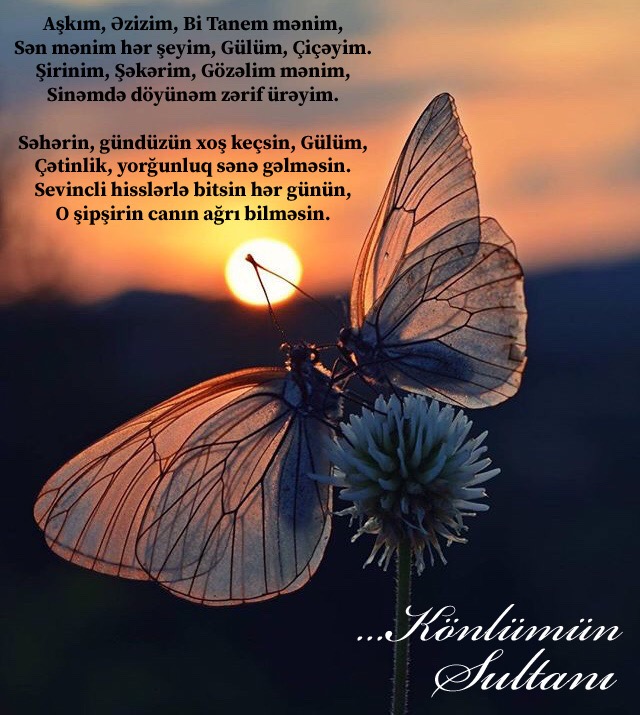 Aşkım, Əzizim, Bi Tanem mənim,
Sən mənim hər şeyim, Gülüm, Çiçəyim.
Şirinim, Şəkərim, Gözəlim mənim,
Sinəmdə döyünəm zərif ürəyim.
Səhərin, gündüzün xoş keçsin, Gülüm,
Çətinlik, yorğunluq sənə gəlməsin.
Sevincli hisslərlə bitsin hər günün,
O şipşirin canın ağrı bilməsin.
...Könlümün
Sultanı